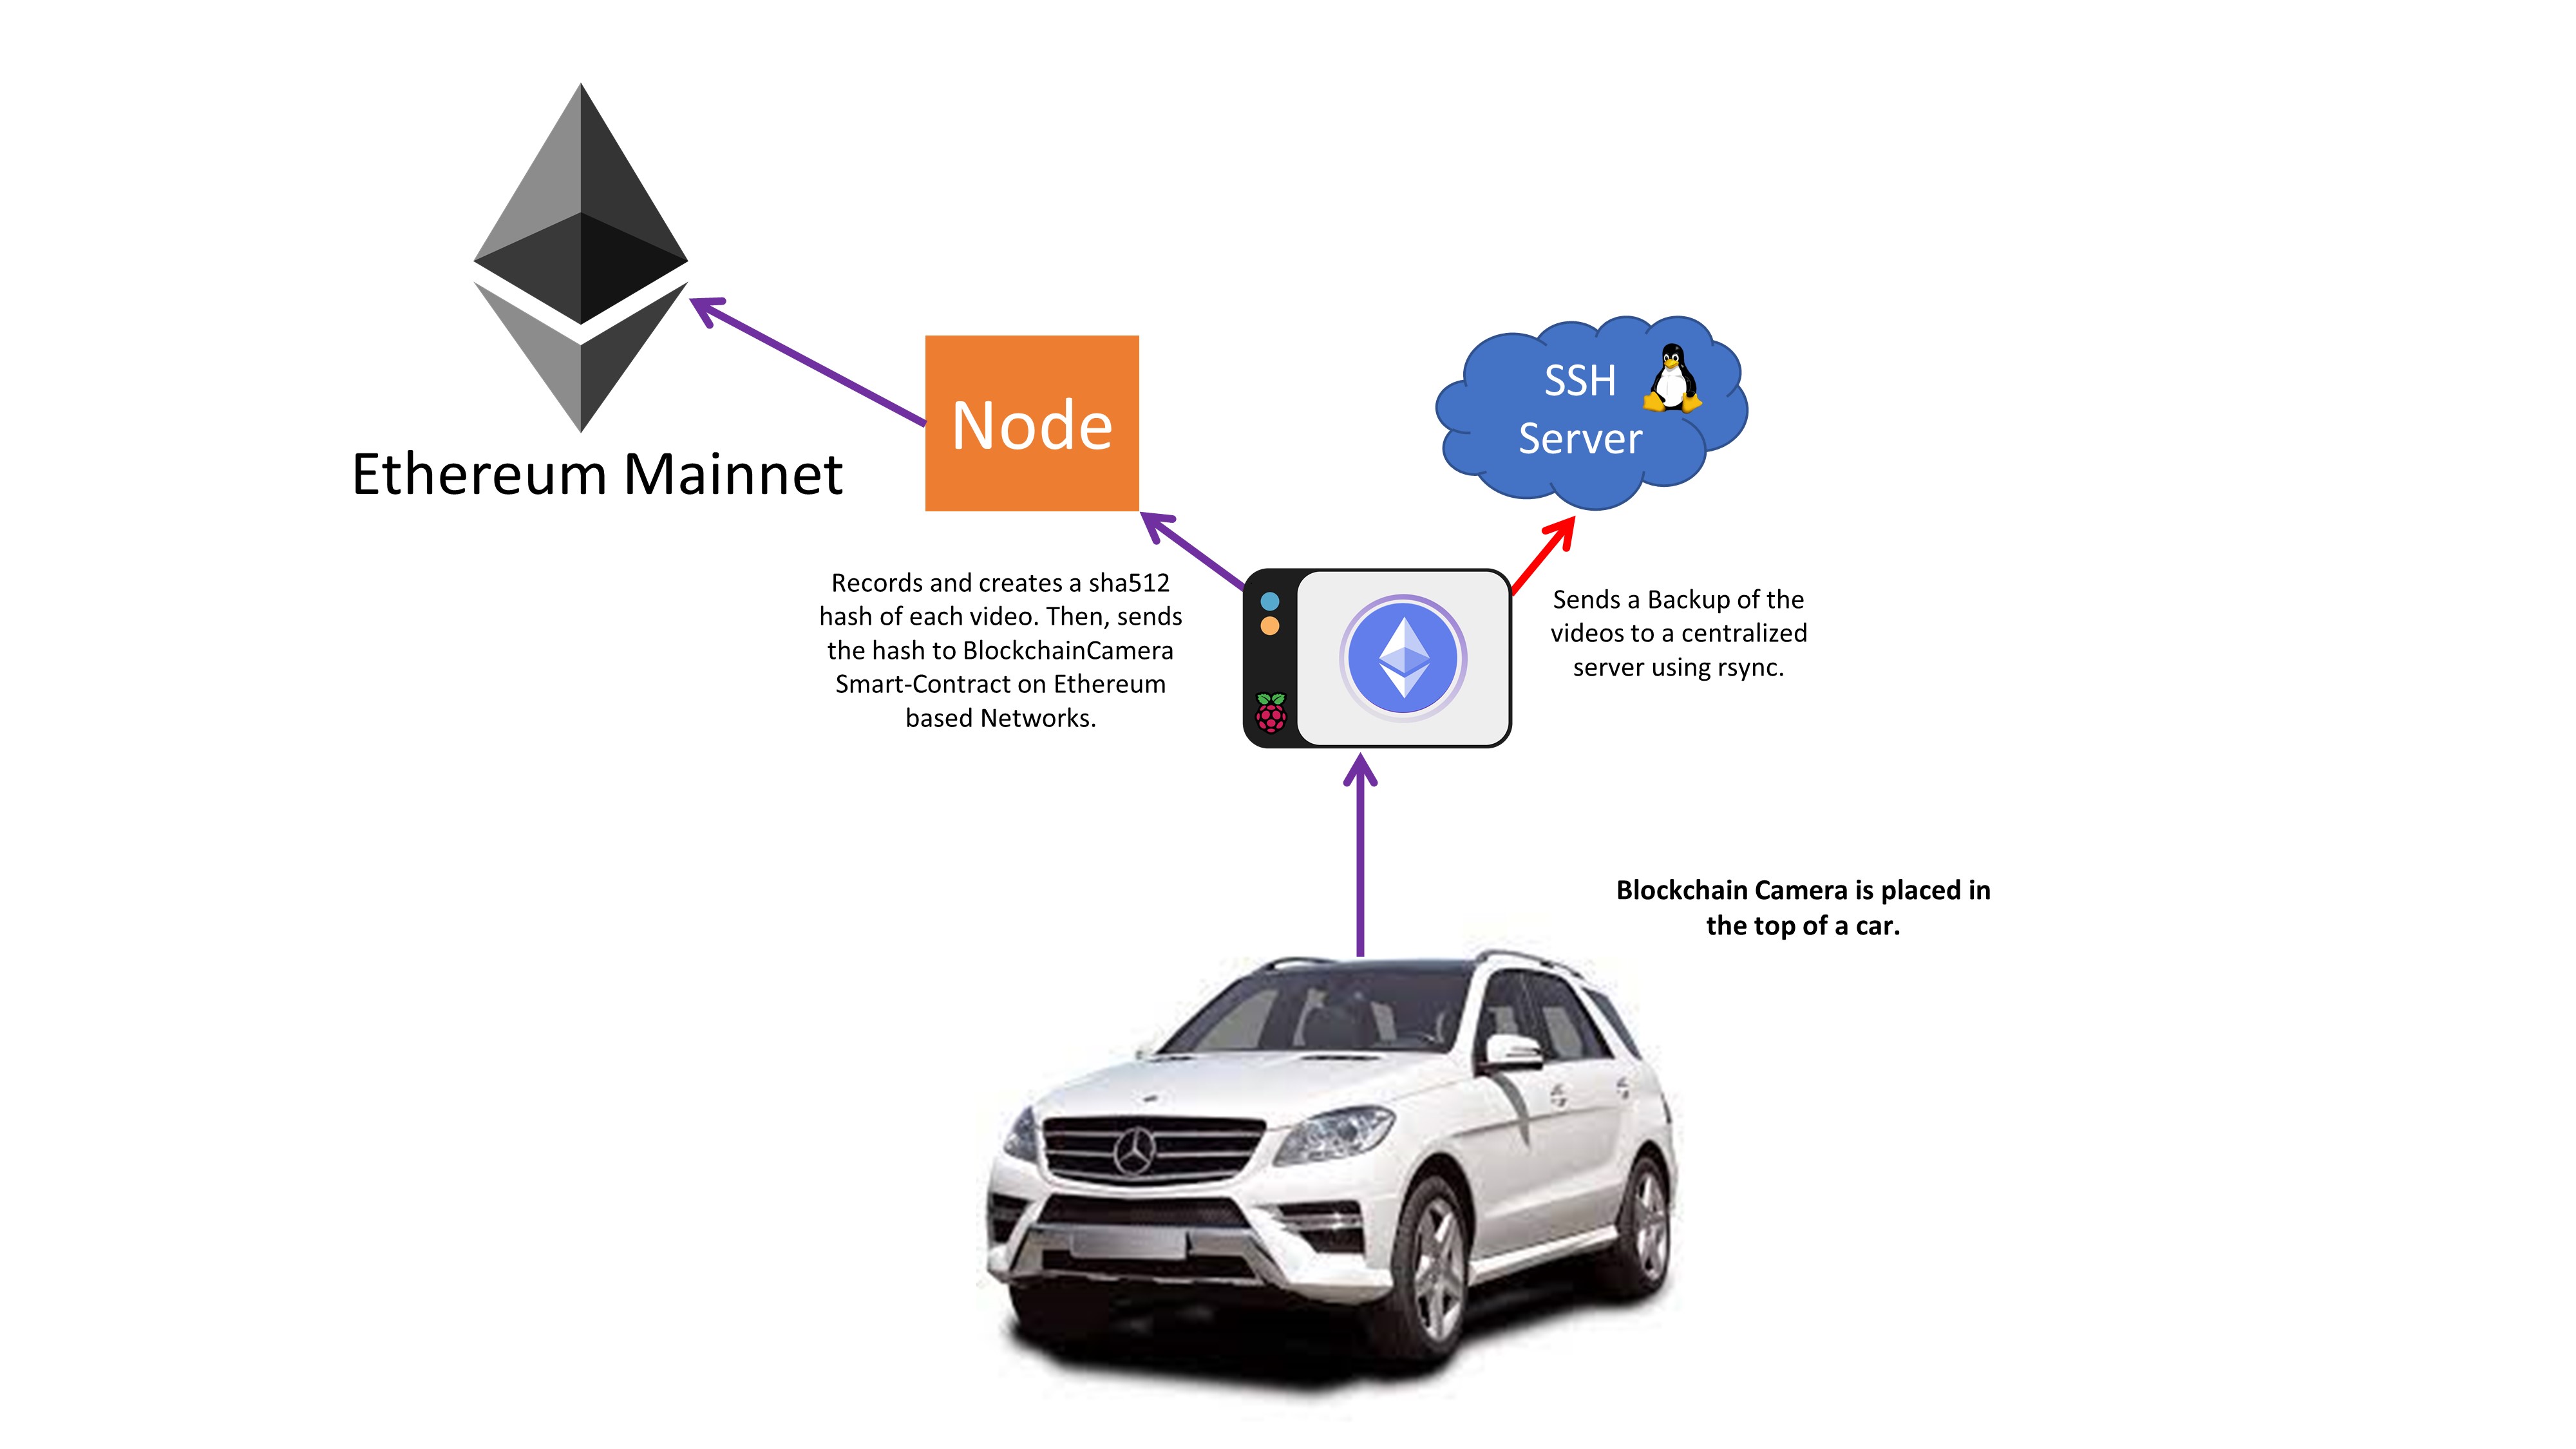 Ethereum Mainnet
Node
SSH
Server
Records and creates a sha512
hash of each video. Then, sends
the hash to BlockchainCamera
Smart-Contract on Ethereum
based Networks.
Sends a Backup of the
videos to a centralized
server using rsync.
Blockchain Camera is placed in
the top of a car.